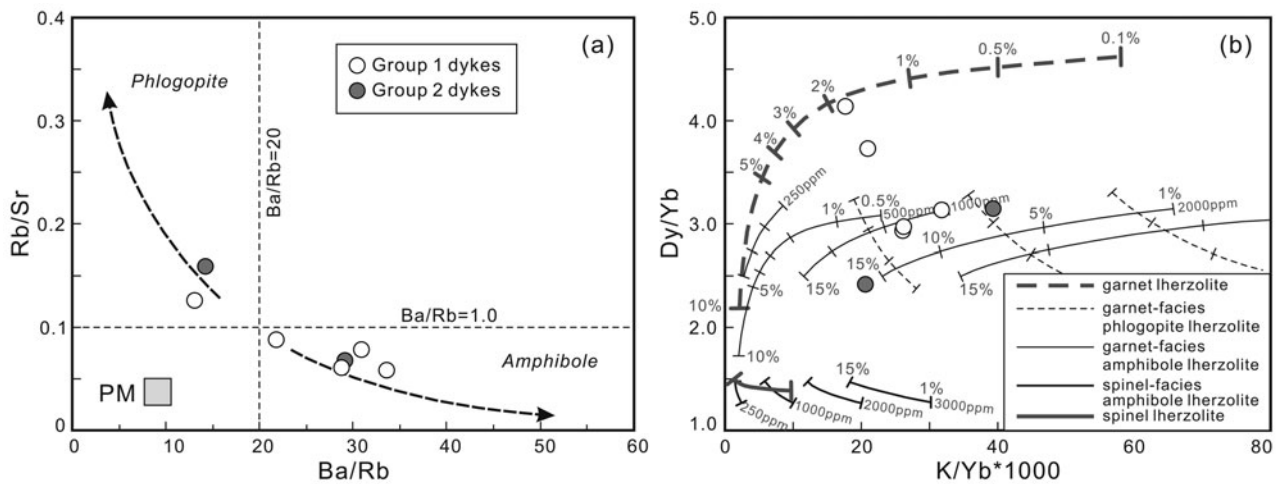 0.4
0.3
0.2
0.1
0
Rb/Sr
0
10
20
30
40
50
60
Ba/Rb
(a)
Phlogopite
Group 1 dykes
Group 2 dykes
Ba/Rb=20
Ba/Rb=1.0
Amphibole
PM
5.0
4.0
3.0
2.0
1.0
Dy/Yb
0
20
40
60
80
K/Yb*1000
(b)
0.1%
0.5%
1%
2%
3%
4%
5%
10%
250ppm
1%
0.5%
500ppm
5%
10%
1000ppm
15%
1%
2000ppm
5%
10%
15%
15%
15%
1%
250ppm
1000ppm
2000ppm
3000ppm
garnet lherzolite
garnet-facies
phlogopite lherzolite
garnet-facies
amphibole lherzolite
spinel-facies
amphibole lherzolite
spinel lherzolite